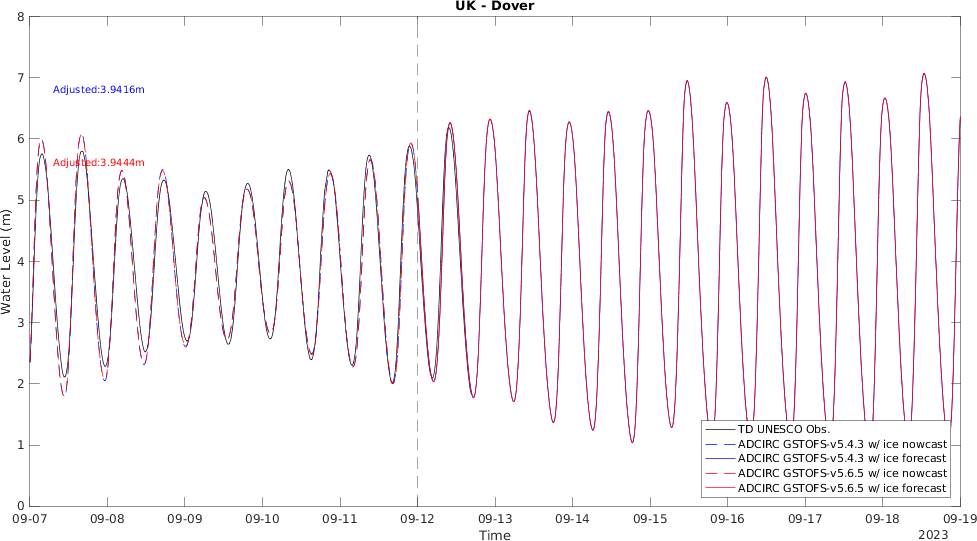 UK - Dover
8
7
6
5
4
3
2
1
0
Water Level (m)
Adjusted:3.9416m
Adjusted:3.9444m
TD UNESCO Obs.
ADCIRC GSTOFS-v5.4.3 w/ ice nowcast
ADCIRC GSTOFS-v5.4.3 w/ ice forecast
ADCIRC GSTOFS-v5.6.5 w/ ice nowcast
ADCIRC GSTOFS-v5.6.5 w/ ice forecast
09-07 09-08 09-09 09-10 09-11 09-12 09-13 09-14 09-15 09-16 09-17 09-18 09-19
Time
2023